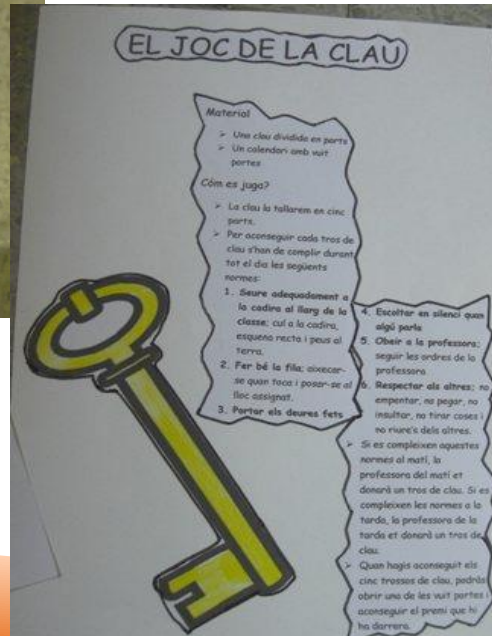 EL JOC DE LA CLAU
Material
➢ Una clau dividida en parts
➢ Un calendari amb vuit
portes
Cóm es juga?
➢ La clau la tallarem en cinc
parts.
➢ Per aconseguir cada tros de
clau s'han de complir durant
tot el dia les següents
normes:
1. Seure adequadament a
la cadira al llarg de la
classe; cul a la cadira,
esquena recta i peus al
terra.
2. Fer bé la fila; aixecar-
se quan toca i posar-se al
lloc assignat.
3. Portar els deures fets
4. Escoltar en silenci quan
algú parla
5. Obeir a la professora;
seguir les ordres de la
professora
6. Respectar als altres; no
empentar, no pegar, no
insultar, no tirar coses i
no riure's dels altres.
➢ Si es compleixen aquestes
normes al matí, la
professora del matí et
donarà un tros de clau. Si es
compleixen les normes a la
tarda, la professora de la
tarda et donarà un tros de
clau.
➢ Quan hagis aconseguit els
cinc trossos de clau, podràs
obrir una de les vuit portes i
aconseguir el premi que hi
ha darrera.